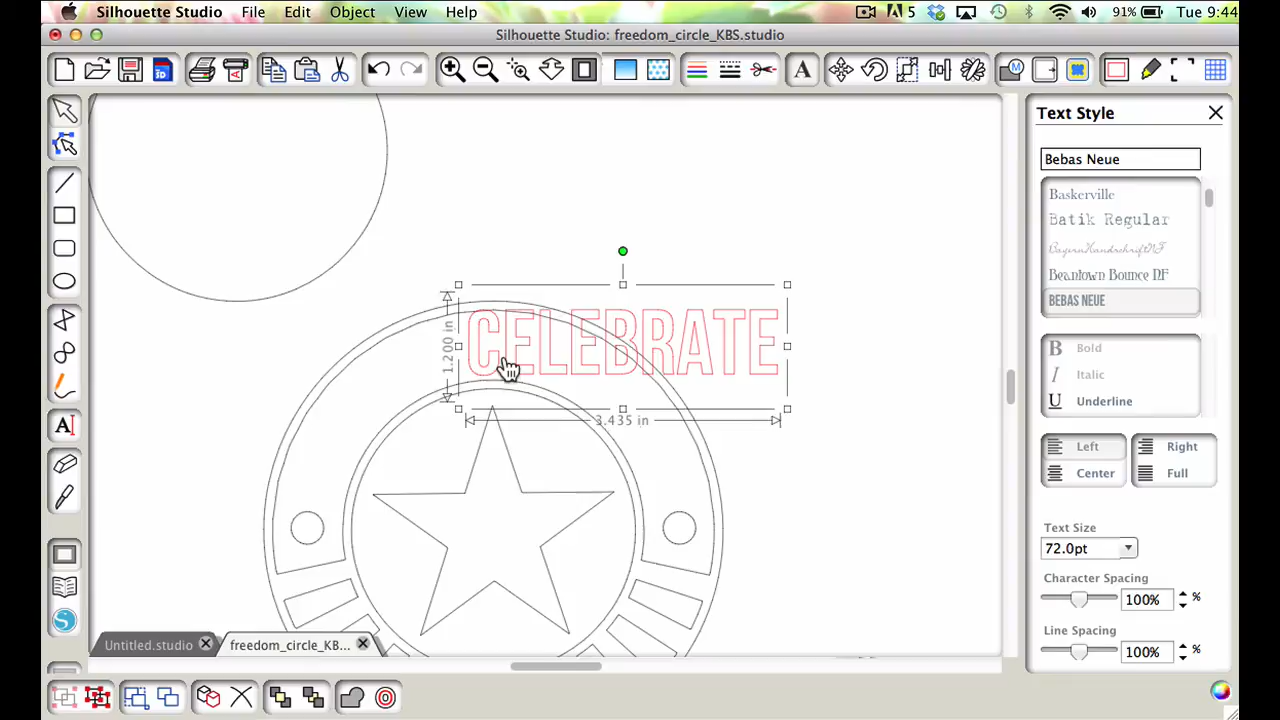 Silhouette Studio File Edit Object View Help 5 91% Tue 9:44
Silhouette Studio: freedom_circle_KBS.studio
Text Style
Bebas Neue
Baskerville
Batik Regular
BayernHandschriftNF
Beantown Bounce NF
BEBAS NEUE
B Bold
I Italic
U Underline
Left Right
Center Full
Text Size
72.0pt
Character Spacing
100% %
Line Spacing
100% %
CELEBRATE
1.200 in
3.435 in
Untitled.studio freedom_circle_KB...